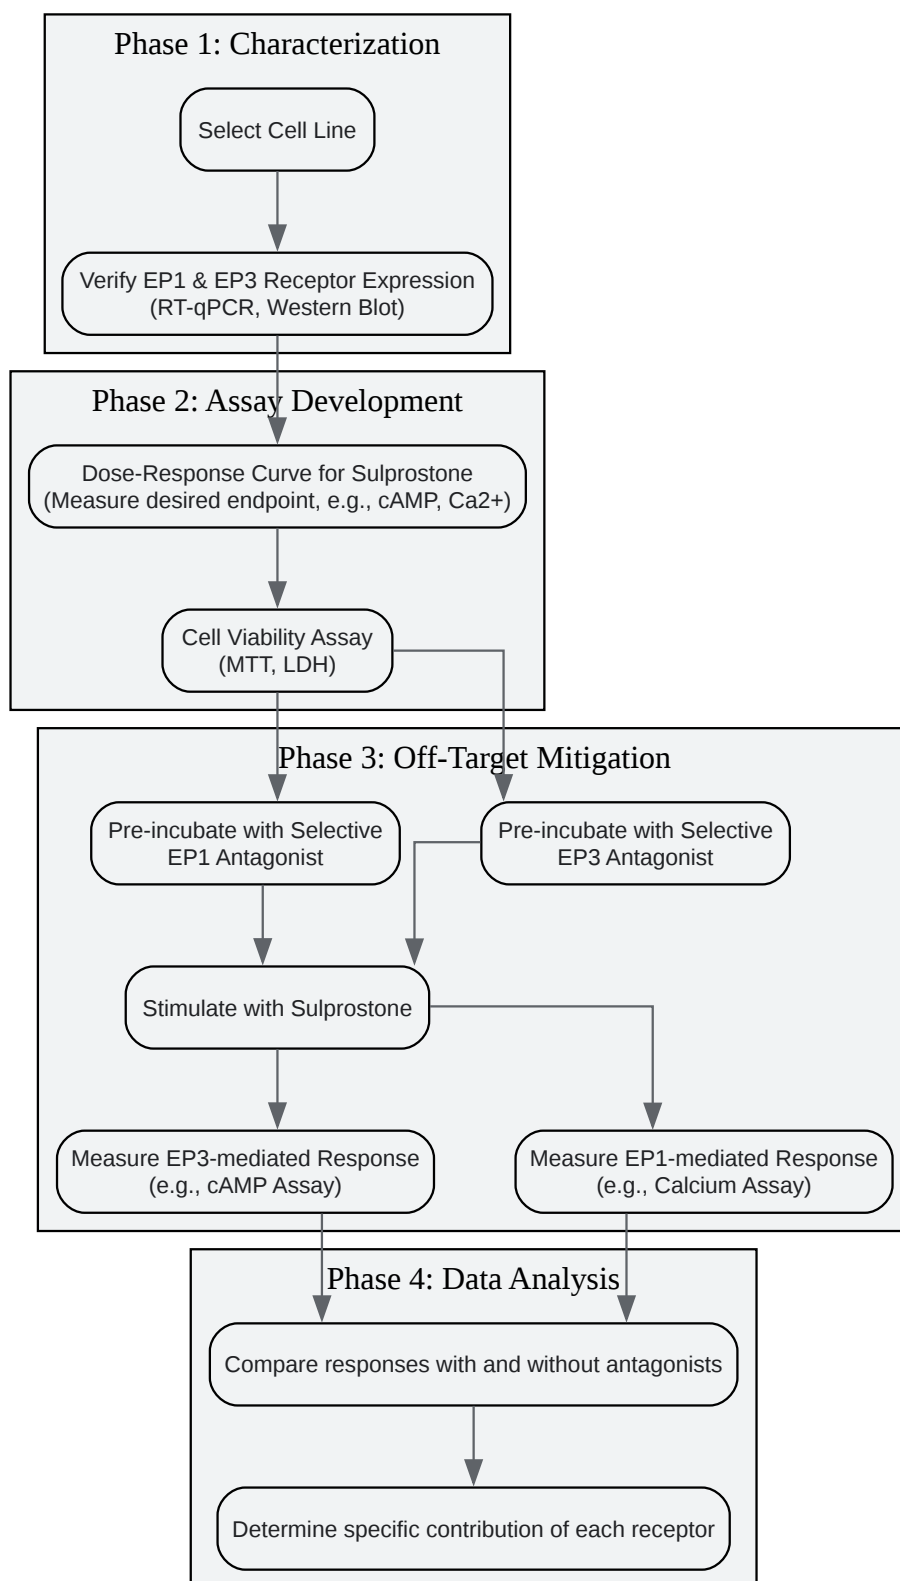 Phase 1: Characterization
Select Cell Line
Verify EP1 & EP3 Receptor Expression
(RT-qPCR, Western Blot)
Phase 2: Assay Development
Dose-Response Curve for Sulprostone
(Measure desired endpoint, e.g., cAMP, Ca2+)
Cell Viability Assay
(MTT, LDH)
Phase 3: Off-Target Mitigation
Pre-incubate with Selective
EP1 Antagonist
Pre-incubate with Selective
EP3 Antagonist
Stimulate with Sulprostone
Measure EP3-mediated Response
(e.g., cAMP Assay)
Measure EP1-mediated Response
(e.g., Calcium Assay)
Phase 4: Data Analysis
Compare responses with and without antagonists
Determine specific contribution of each receptor